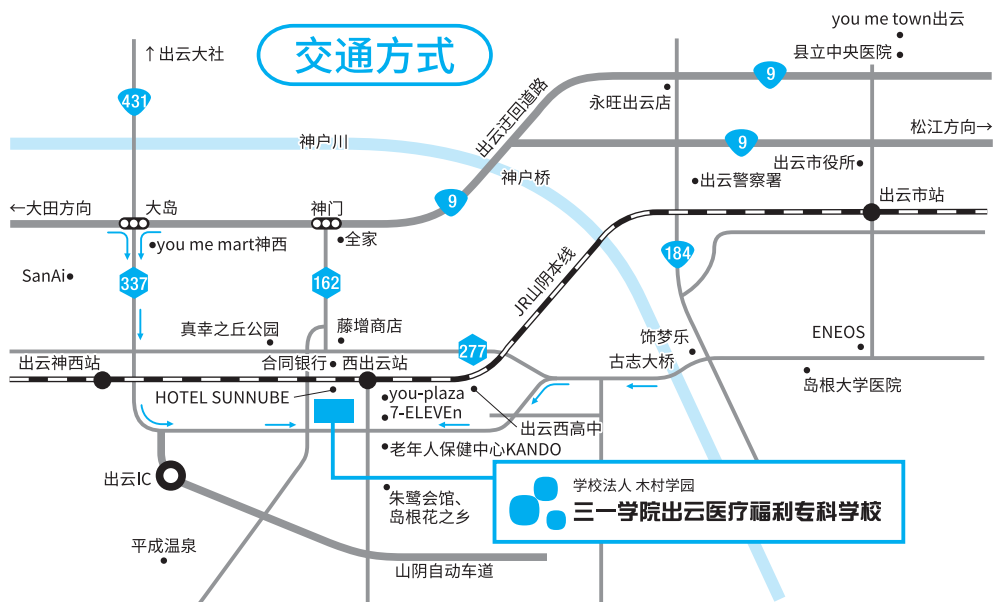 you me town出云
县立中央医院
↑出云大社
交通方式
9
431
永旺出云店
出云迂回道路
松江方向→
神户川
9
出云市役所
神户桥
出云警察署
出云市站
←大田方向
大岛
神门
9
you me mart神西
全家
SanAi
337
162
184
JR山阴本线
真幸之丘公园
藤增商店
饰梦乐
ENEOS
277
出云神西站
合同银行
西出云站
古志大桥
岛根大学医院
HOTEL SUNNUBE
you-plaza
7-ELEVEn
出云西高中
老年人保健中心KANDO
出云IC
朱鹭会馆、
岛根花之乡
学校法人 木村学园
三一学院出云医疗福利专科学校
平成温泉
山阴自动车道